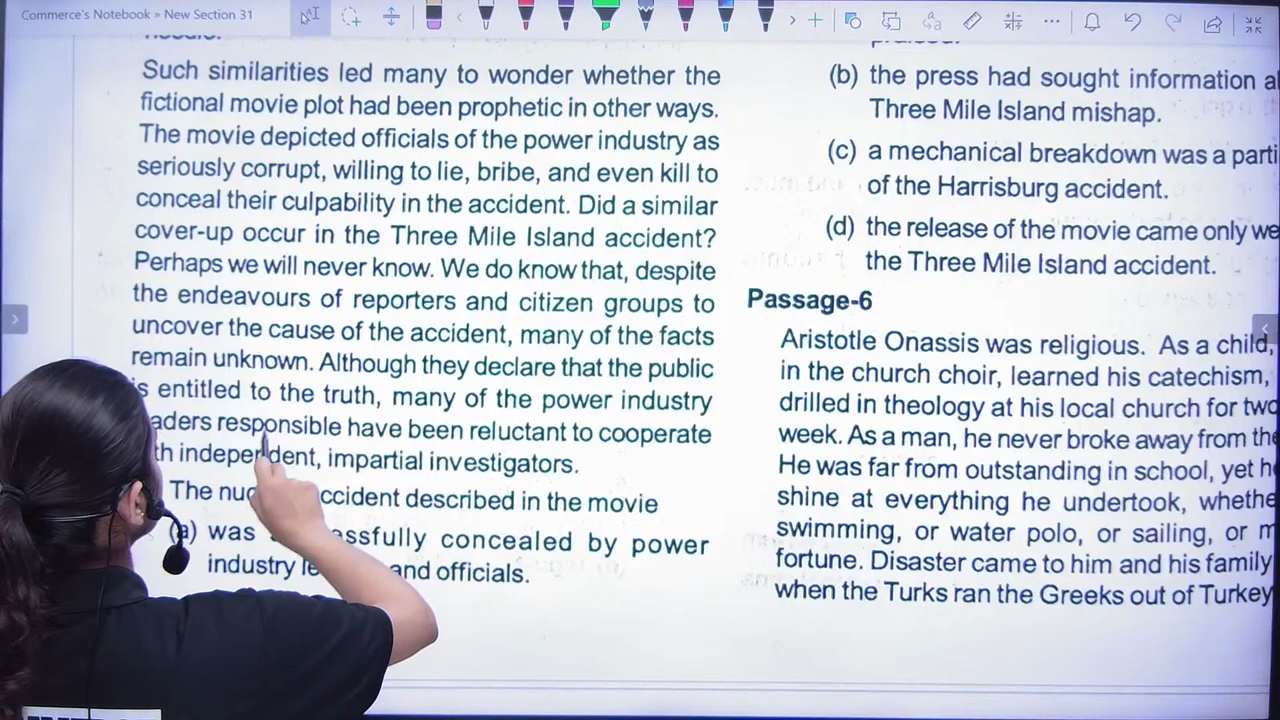 Commerce's Notebook » New Section 31
Such similarities led many to wonder whether the
fictional movie plot had been prophetic in other ways.
The movie depicted officials of the power industry as
seriously corrupt, willing to lie, bribe, and even kill to
conceal their culpability in the accident. Did a similar
cover-up occur in the Three Mile Island accident?
Perhaps we will never know. We do know that, despite
the endeavours of reporters and citizen groups to
uncover the cause of the accident, many of the facts
remain unknown. Although they declare that the public
s entitled to the truth, many of the power industry
aders responsible have been reluctant to cooperate
th independent, impartial investigators.
The nuc ccident described in the movie
(a) was ssfully concealed by power
industry le and officials.
(b) the press had sought information a
Three Mile Island mishap.
(c) a mechanical breakdown was a parti
of the Harrisburg accident.
(d) the release of the movie came only we
the Three Mile Island accident.
Passage-6
Aristotle Onassis was religious. As a child,
in the church choir, learned his catechism,
drilled in theology at his local church for two
week. As a man, he never broke away from the
He was far from outstanding in school, yet h
shine at everything he undertook, whethe
swimming, or water polo, or sailing, or m
fortune. Disaster came to him and his family
when the Turks ran the Greeks out of Turkey